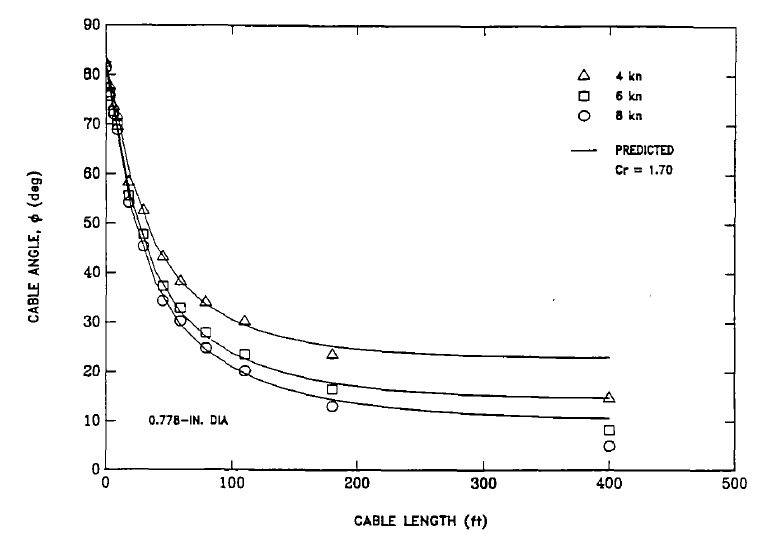 90
80
70
60
50
40
30
20
10
0
CABLE ANGLE, ϕ (deg)
4 kn
6 kn
8 kn
PREDICTED
Cr = 1.70
0.778-IN. DIA
0 100 200 300 400 500
CABLE LENGTH (ft)